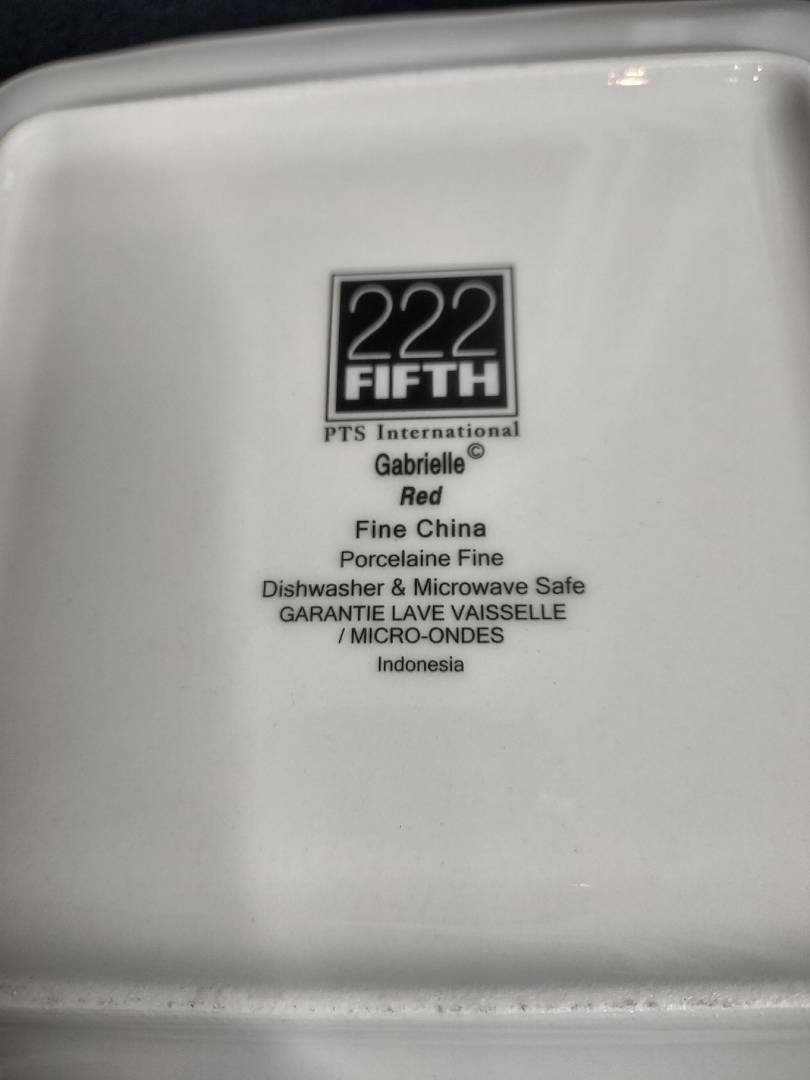 222
FIFTH
PTS International
Gabrielle©
Red
Fine China
Porcelaine Fine
Dishwasher & Microwave Safe
GARANTIE LAVE VAISSELLE
/ MICRO-ONDES
Indonesia